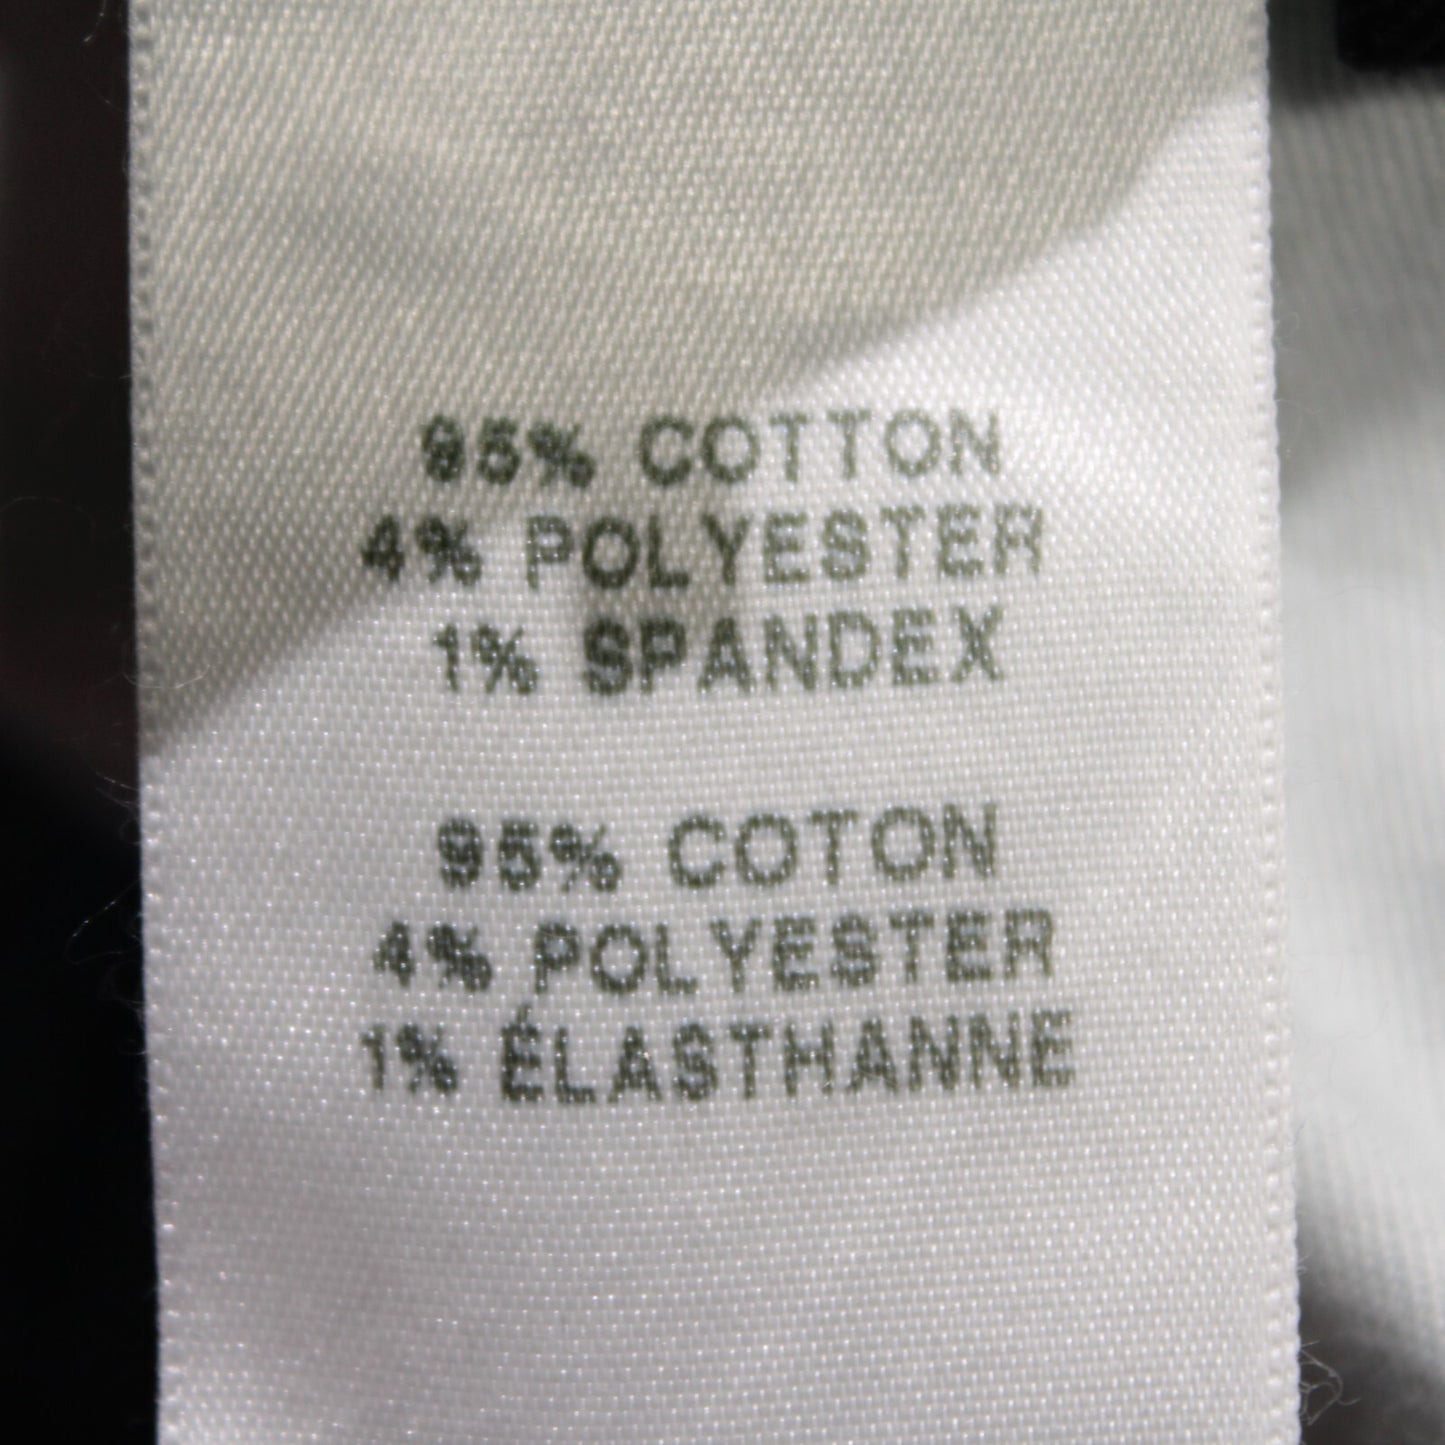 95% COTTON
4% POLYESTER
1% SPANDEX
95% COTON
4% POLYESTER
1% ÉLASTHANNE